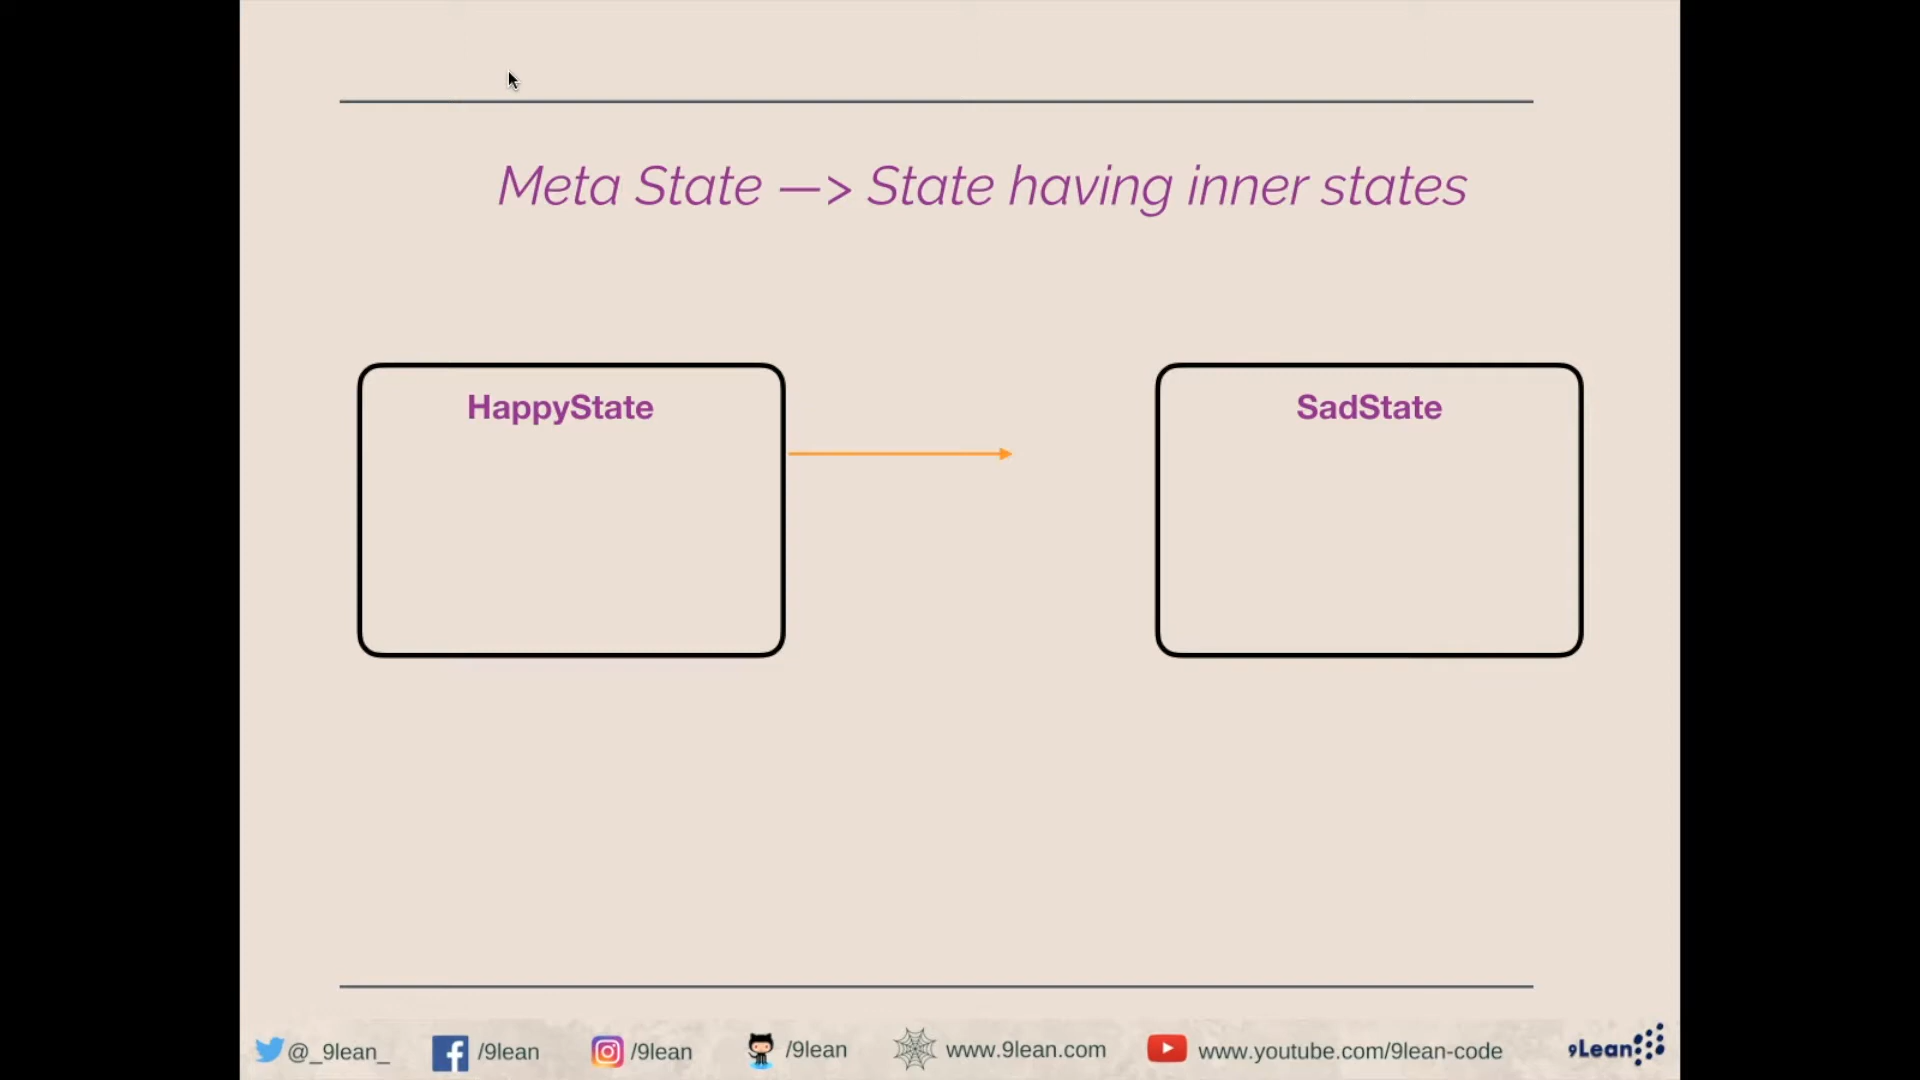 Meta State —> State having inner states
HappyState
SadState
@_9lean_
/9lean
/9lean
/9lean
www.9lean.com
www.youtube.com/9lean-code
9Lean